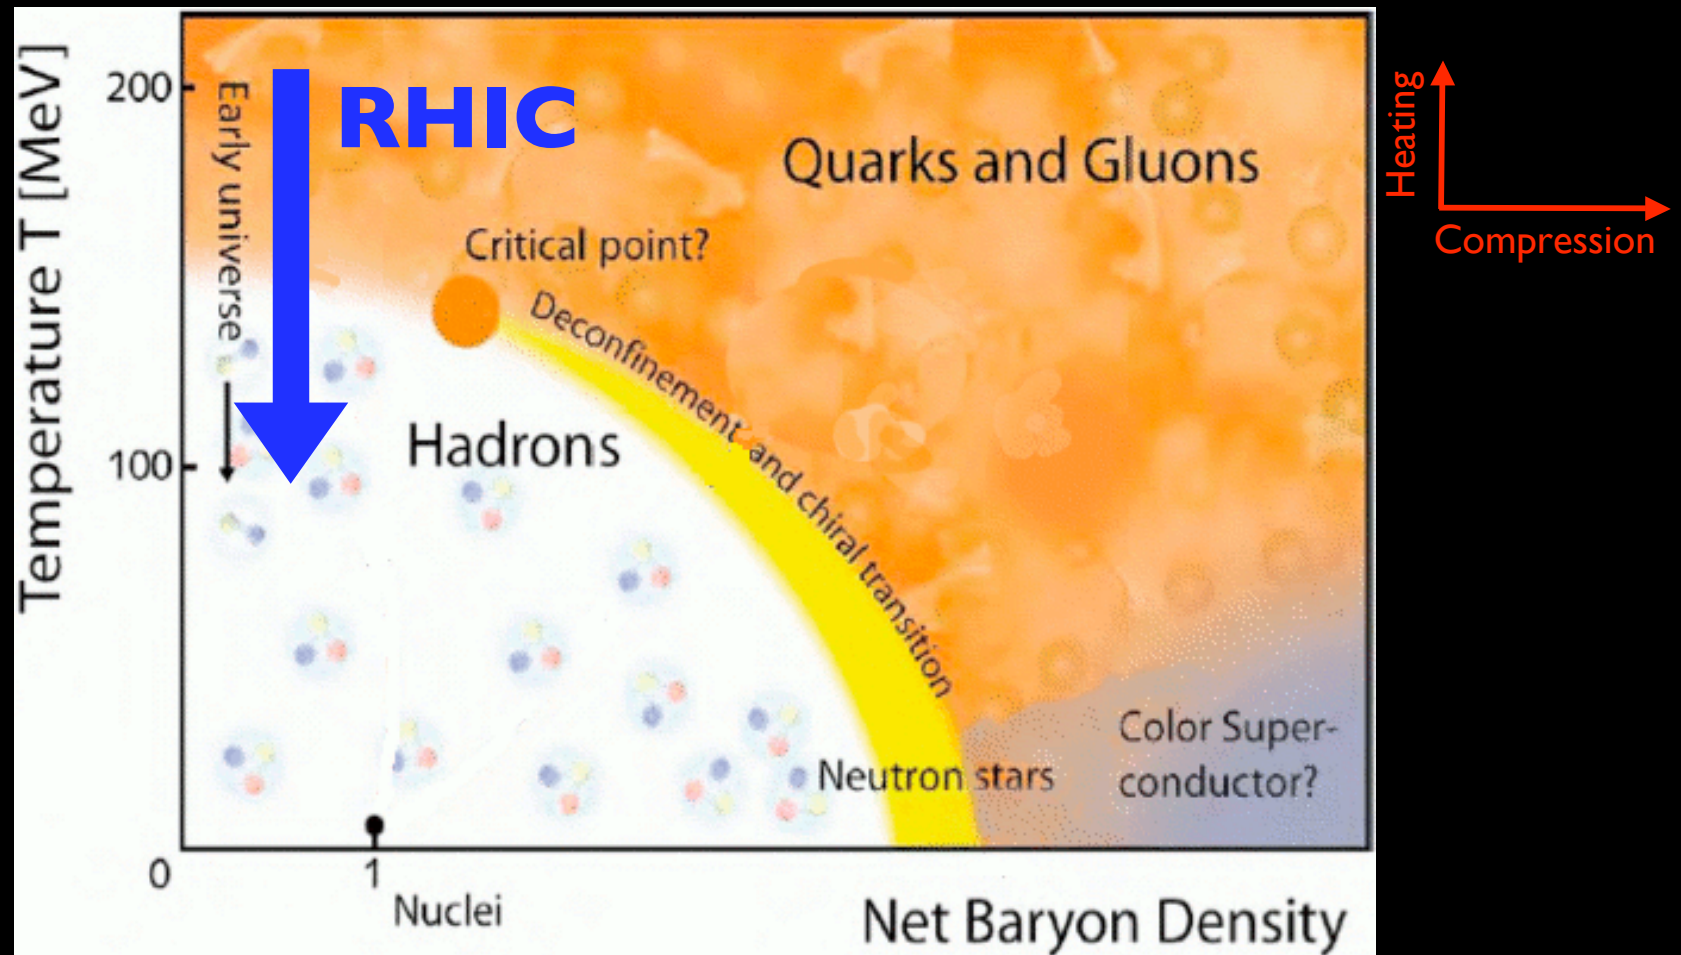 Temperature T [MeV]
200
100
0
Early universe
RHIC
Quarks and Gluons
Critical point?
Deconfinement and chiral transition
Hadrons
Neutron stars
Color Super-
conductor?
1
Nuclei
Net Baryon Density
Heating
Compression